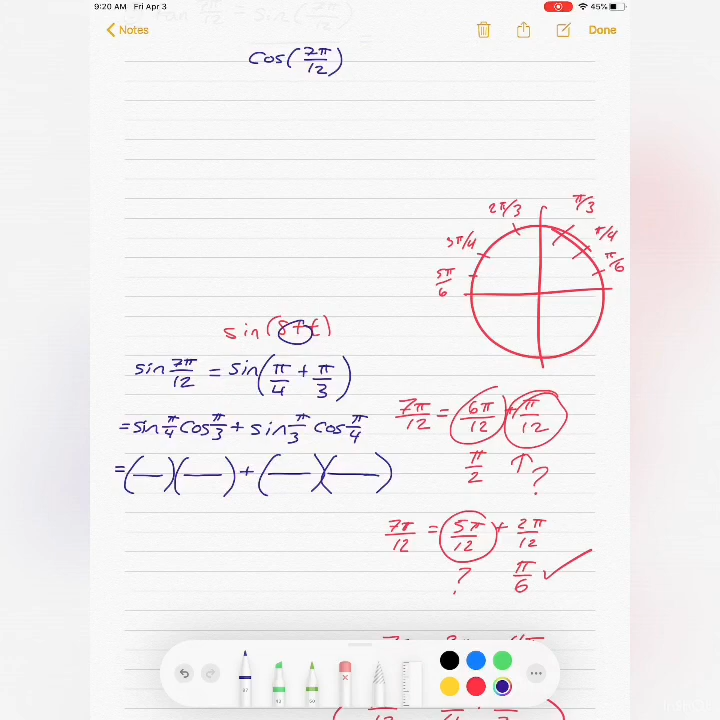 9:20 AM Fri Apr 3
45%
Notes
Done
cos(7π/12)
2π/3
π/3
3π/4
π/4
5π/6
π/6
sin(8+t)
sin 7π/12 = sin(π/4 + π/3)
= sin π/4 cos π/3 + sin π/3 cos π/4
= (—)(—) + (—)(—)
7π/12 = 6π/12 + π/12
π/2 ↑ ?
7π/12 = 5π/12 + 2π/12
? π/6 ✓